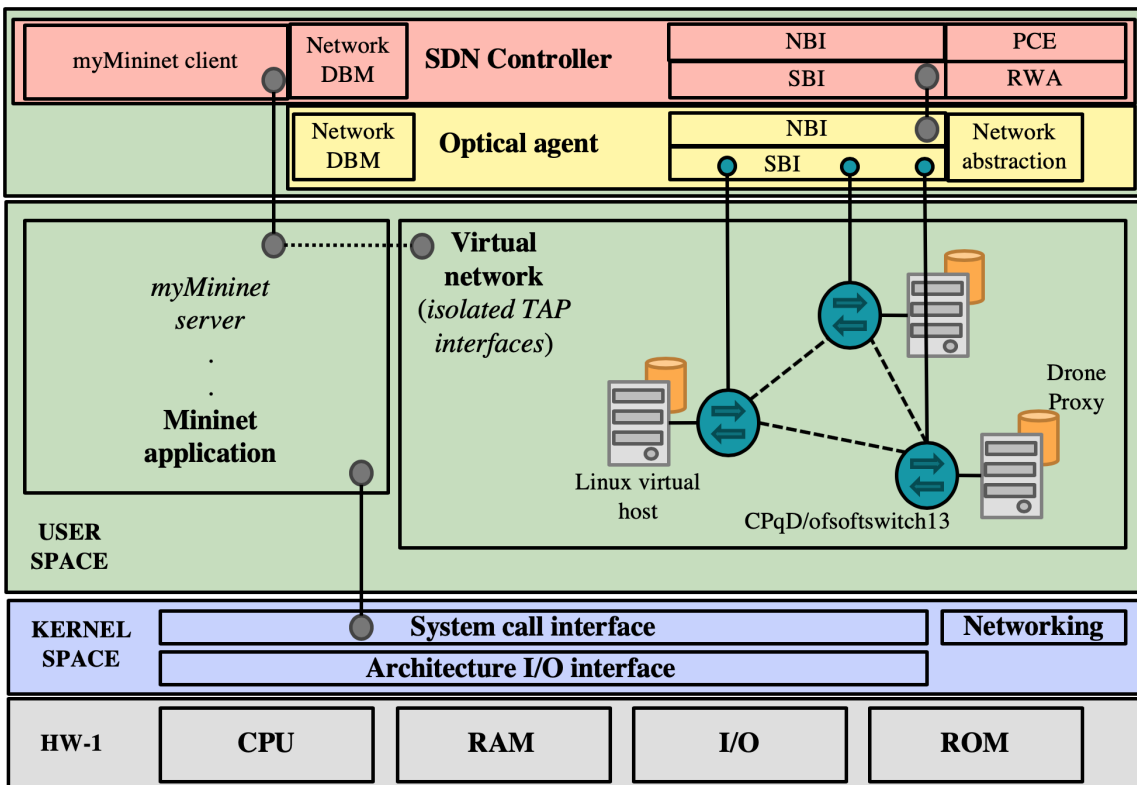 myMininet client
Network
DBM
SDN Controller
NBI
PCE
SBI
RWA
Network
DBM
Optical agent
NBI
SBI
Network
abstraction
myMininet
server
.
.
Mininet
application
Virtual
network
(isolated TAP
interfaces)
Drone
Proxy
Linux virtual
host
CPqD/ofsoftswitch13
USER
SPACE
KERNEL
SPACE
System call interface
Networking
Architecture I/O interface
HW-1
CPU
RAM
I/O
ROM